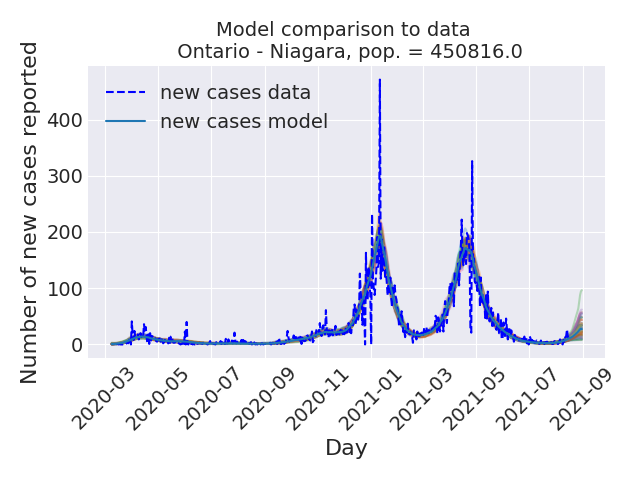 Model comparison to data
Ontario - Niagara, pop. = 450816.0
new cases data
new cases model
Number of new cases reported
400
300
200
100
0
2020-03
2020-05
2020-07
2020-09
2020-11
2021-01
2021-03
2021-05
2021-07
2021-09
Day